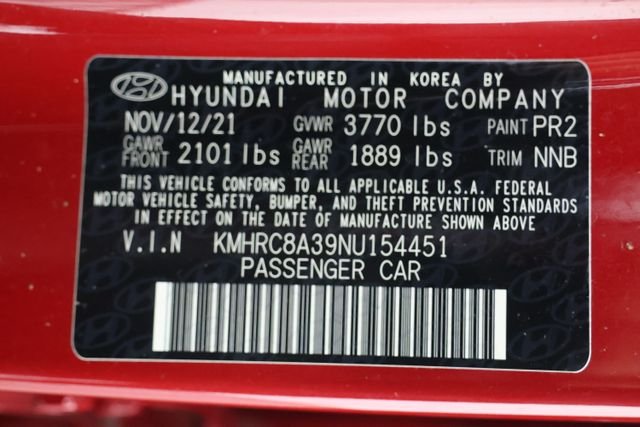 MANUFACTURED IN KOREA BY
HYUNDAI MOTOR COMPANY
NOV/12/21 GVWR 3770 lbs PAINT PR2
GAWR FRONT 2101 lbs GAWR REAR 1889 lbs TRIM NNB
THIS VEHICLE CONFORMS TO ALL APPLICABLE U.S.A. FEDERAL
MOTOR VEHICLE SAFETY, BUMPER, AND THEFT PREVENTION STANDARDS
IN EFFECT ON THE DATE OF MANUFACTURE SHOWN ABOVE
V.I.N KMHRC8A39NU154451
PASSENGER CAR